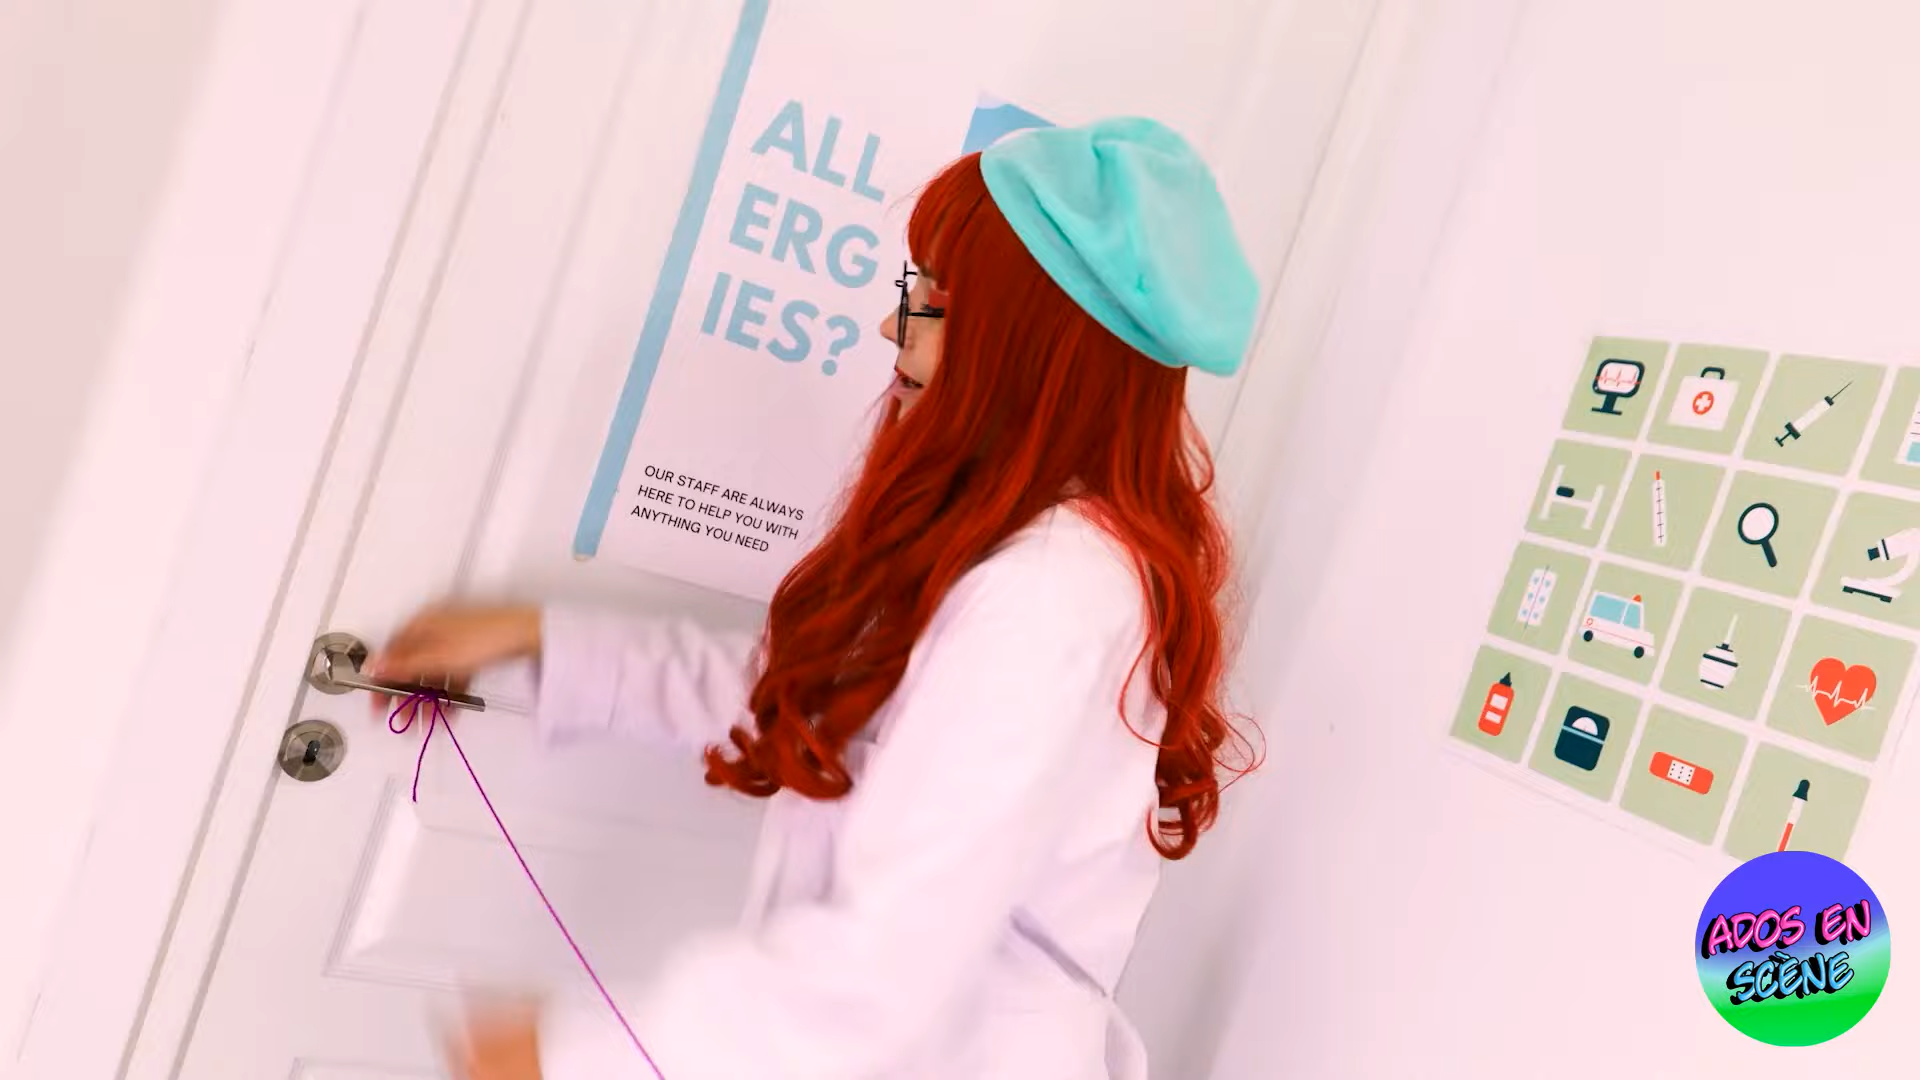 ALL
ERG
IES?
OUR STAFF ARE ALWAYS
HERE TO HELP YOU WITH
ANYTHING YOU NEED
ADOS EN
SCÈNE